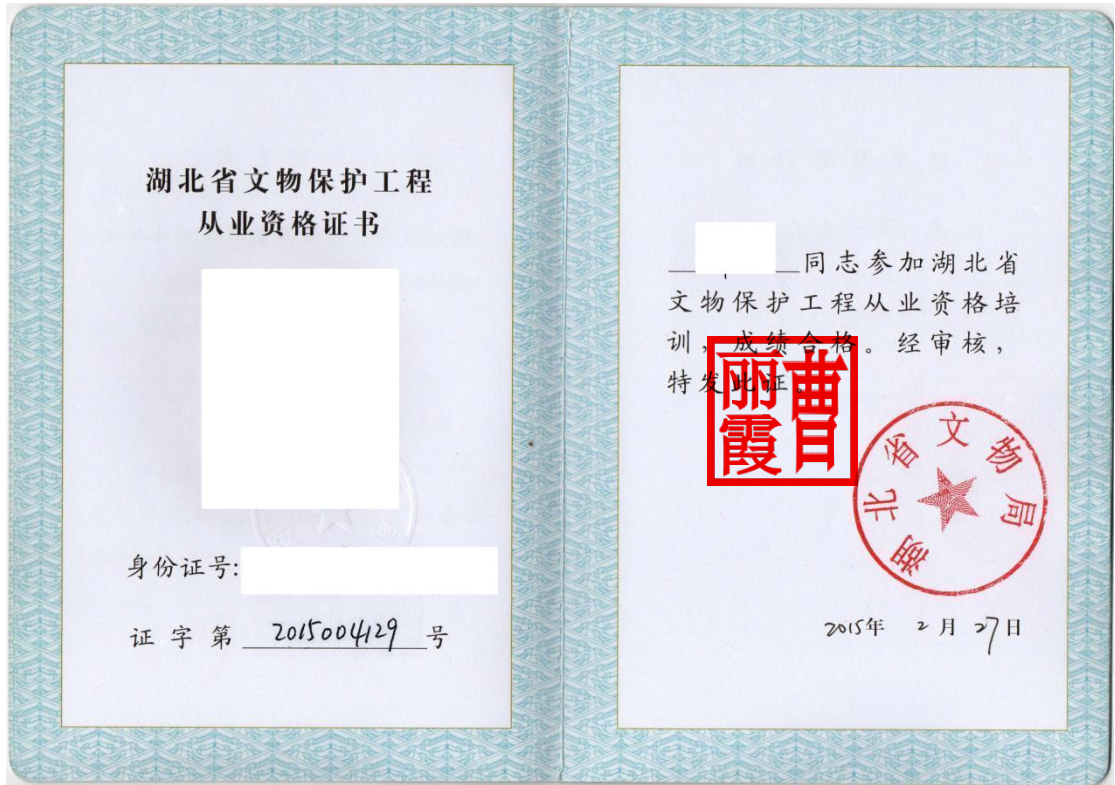 湖北省文物保护工程
从业资格证书
身份证号:
证字第 2015004129 号
同志参加湖北省
文物保护工程从业资格培
训，成绩合格。经审核，
特发此证。
曹丽霞
湖北省文物局
2015年 2月27日